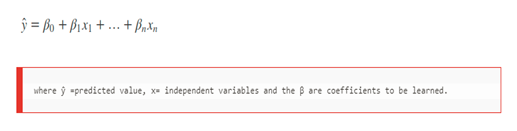 ŷ = β₀ + β₁x₁ + ... + βₙxₙ
where ŷ =predicted value, x= independent variables and the β are coefficients to be learned.